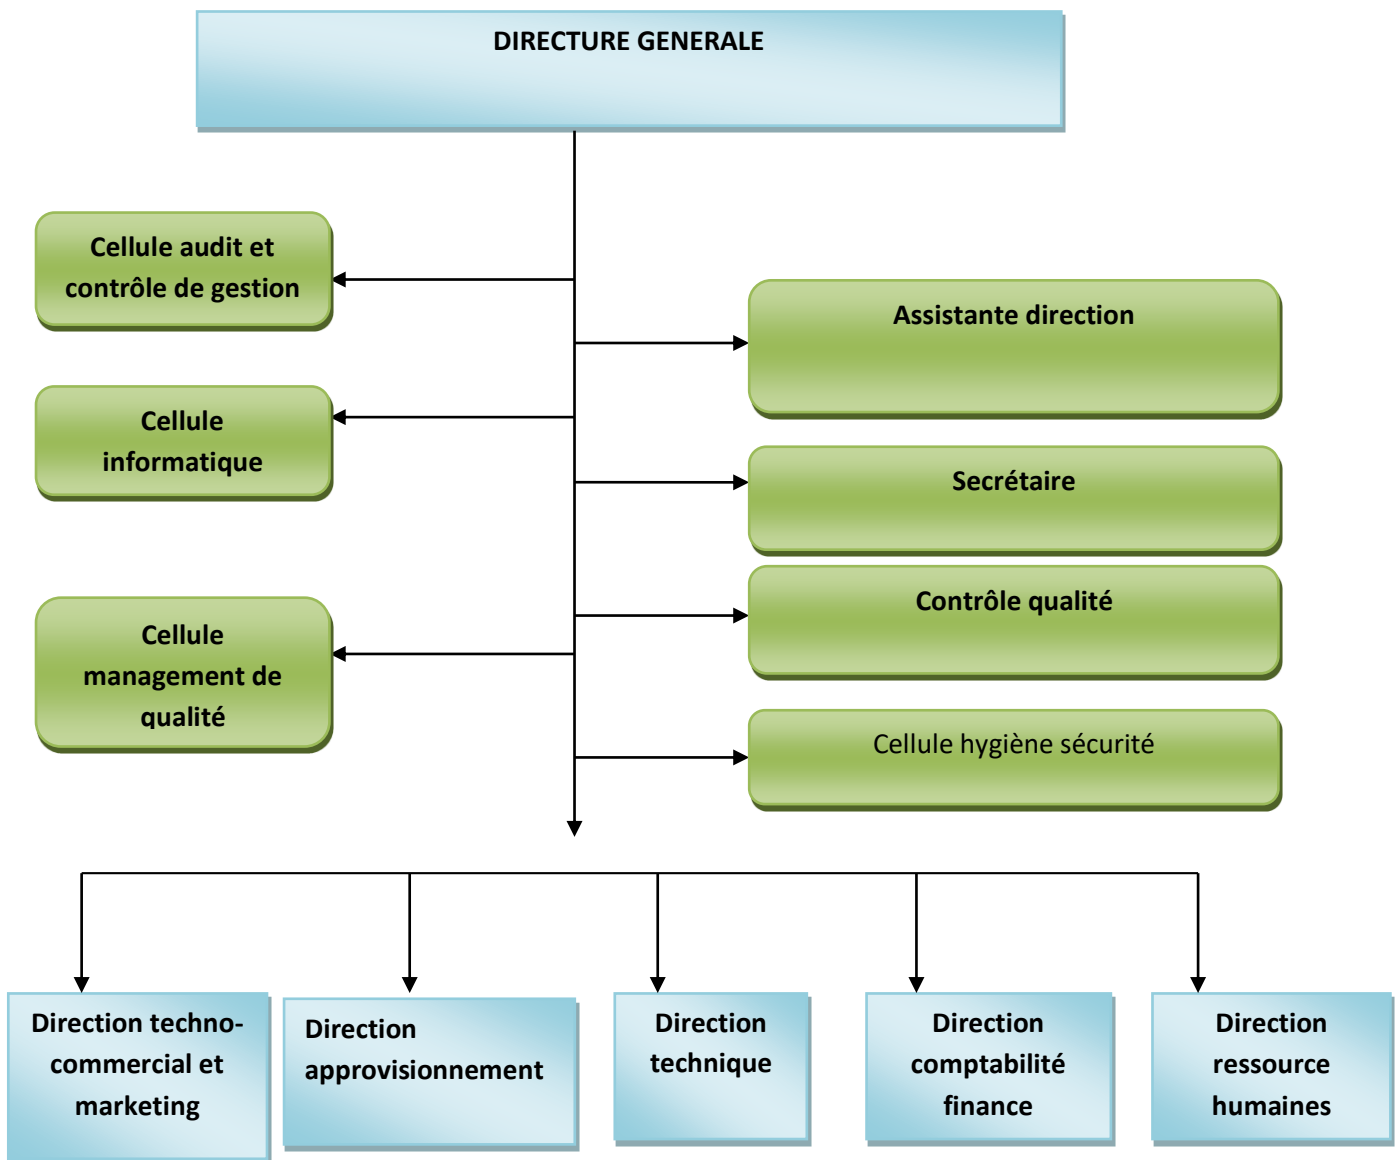 DIRECTURE GENERALE
Cellule audit et
contrôle de gestion
Assistante direction
Cellule
informatique
Secrétaire
Contrôle qualité
Cellule
management de
qualité
Cellule hygiène sécurité
Direction techno-
commercial et
marketing
Direction
approvisionnement
Direction
technique
Direction
comptabilité
finance
Direction
ressource
humaines